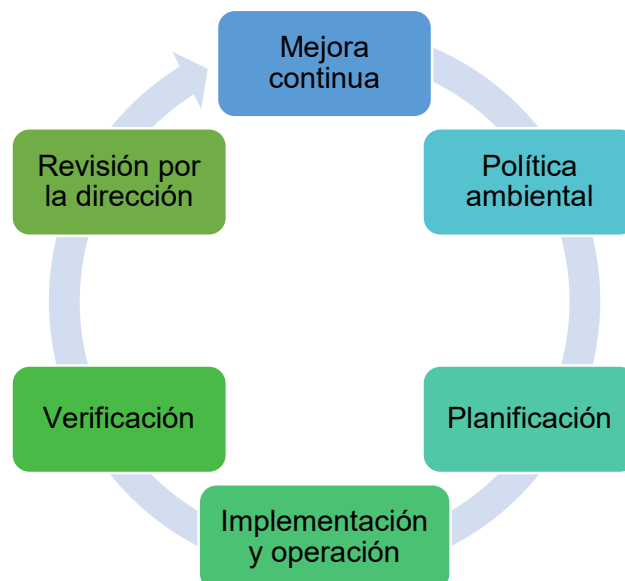 Mejora
continua
Política
ambiental
Planificación
Implementación
y operación
Verificación
Revisión por
la dirección